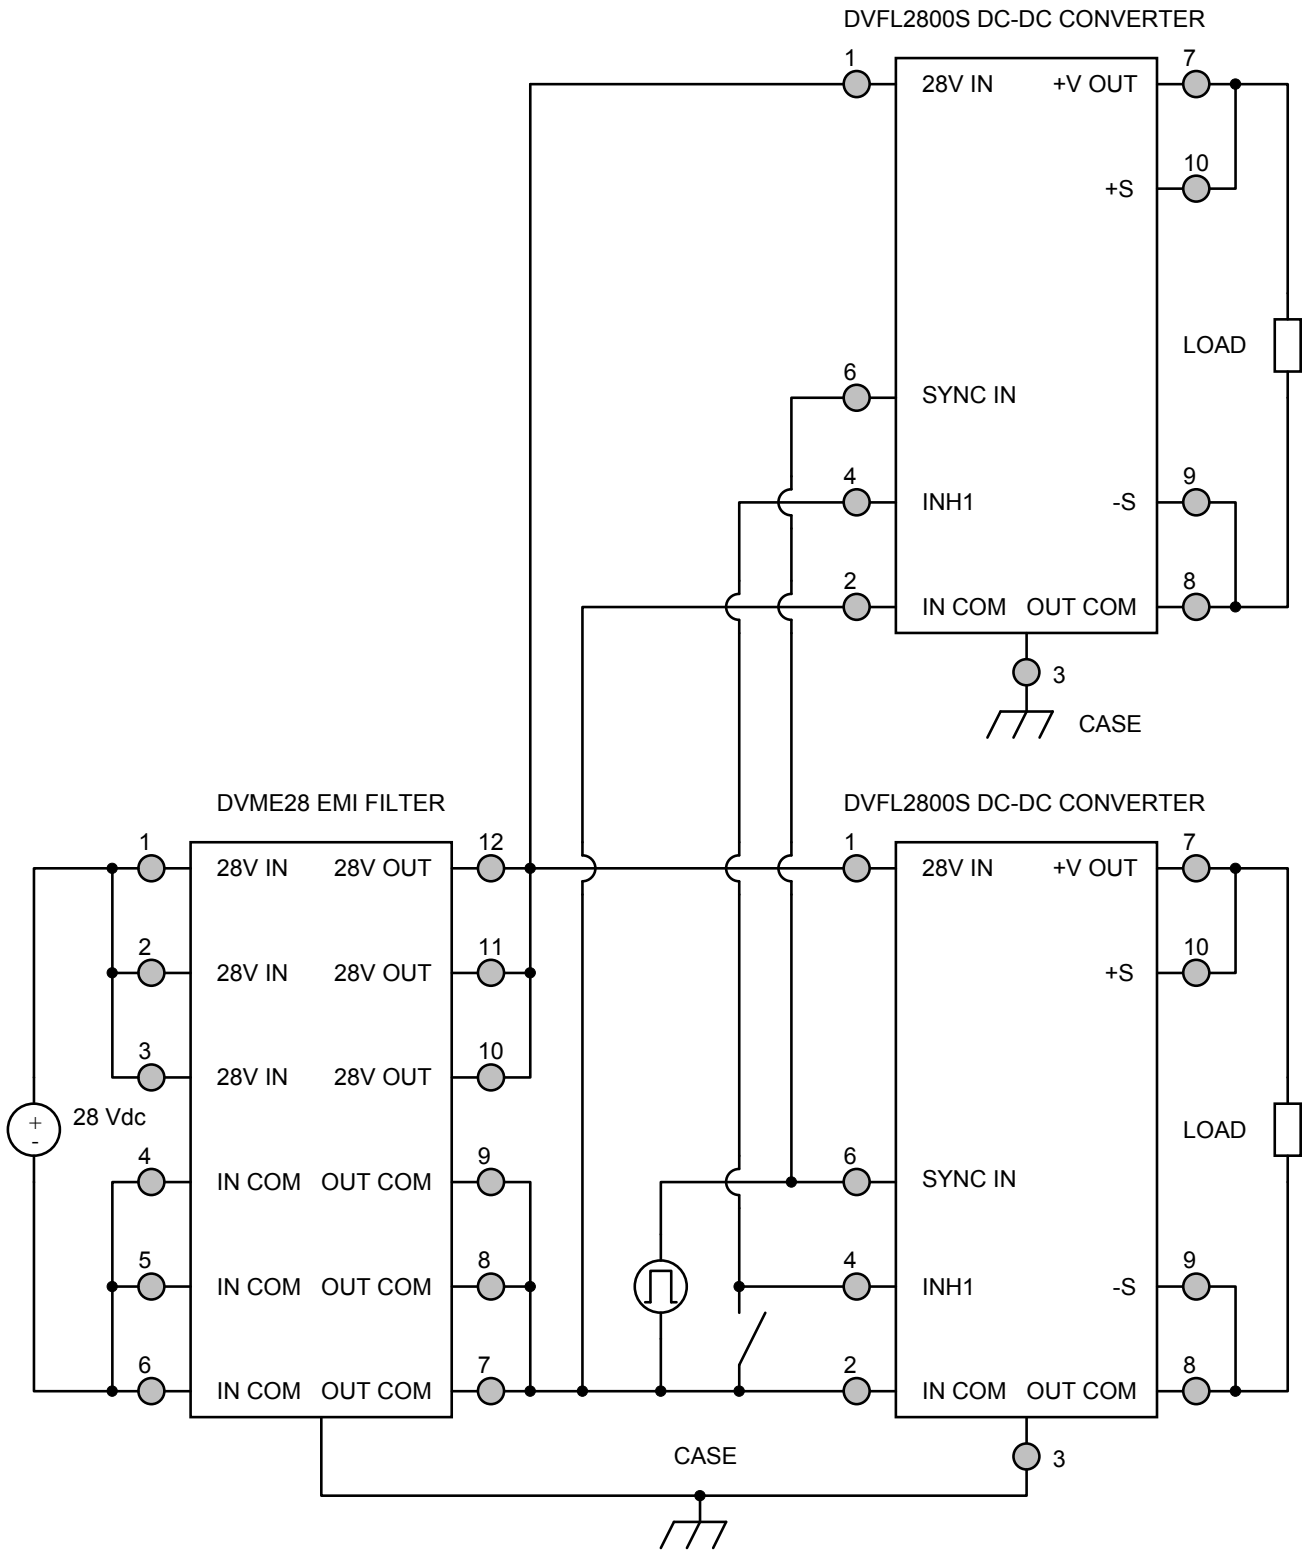 DVFL2800S DC-DC CONVERTER
1 28V IN +V OUT 7
+S 10
LOAD
6 SYNC IN
4 INH1 -S 9
2 IN COM OUT COM 8
3
CASE
DVME28 EMI FILTER
DVFL2800S DC-DC CONVERTER
1 28V IN 28V OUT 12
1 28V IN +V OUT 7
2 28V IN 28V OUT 11
+S 10
3 28V IN 28V OUT 10
+
-
28 Vdc
LOAD
4 IN COM OUT COM 9
6 SYNC IN
5 IN COM OUT COM 8
4 INH1 -S 9
6 IN COM OUT COM 7
2 IN COM OUT COM 8
CASE
3